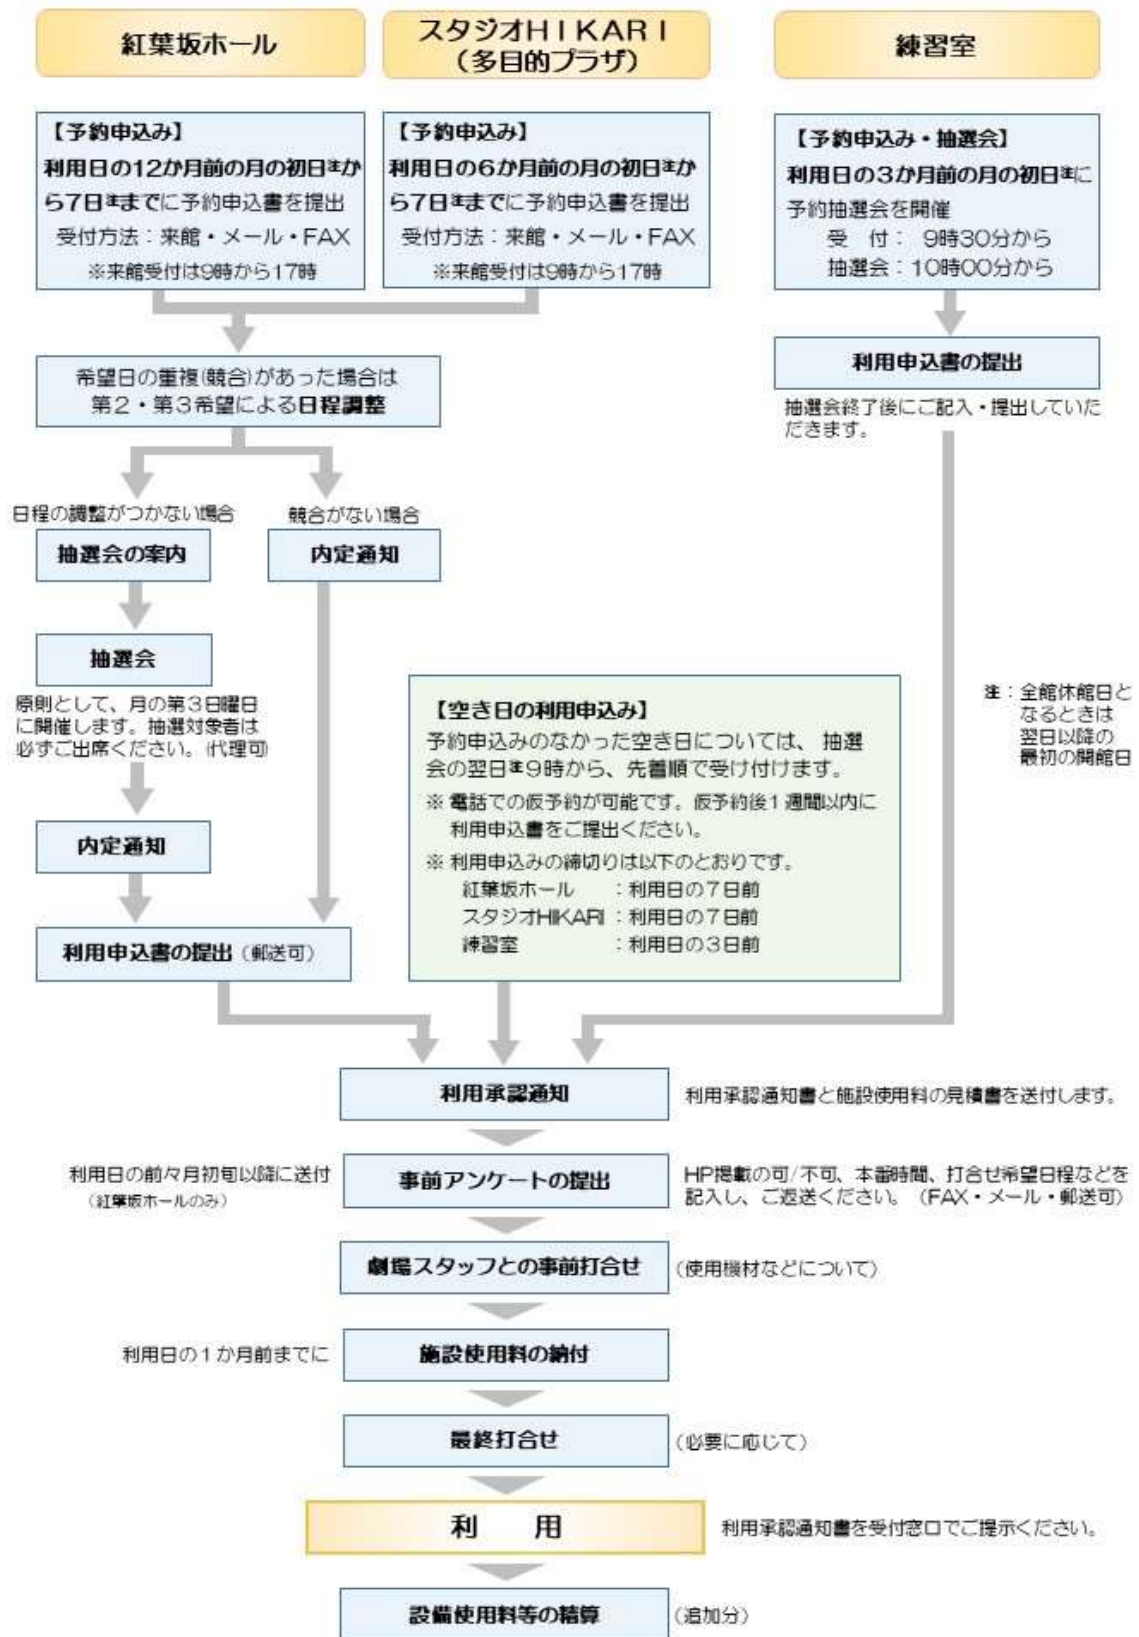 紅葉坂ホール
スタジオHIKARI
(多目的プラザ)
練習室
【予約申込み】
利用日の12か月前の月の初日注か
ら7日注までに予約申込書を提出
受付方法：来館・メール・FAX
※来館受付は9時から17時
【予約申込み】
利用日の6か月前の月の初日注か
ら7日注までに予約申込書を提出
受付方法：来館・メール・FAX
※来館受付は9時から17時
【予約申込み・抽選会】
利用日の3か月前の月の初日注に
予約抽選会を開催
受　付： 9時30分から
抽選会：10時00分から
希望日の重複(競合)があった場合は
第2・第3希望による日程調整
利用申込書の提出
抽選会終了後にご記入・提出していた
だきます。
日程の調整がつかない場合
競合がない場合
抽選会の案内
内定通知
抽選会
原則として、月の第3日曜日
に開催します。抽選対象者は
必ずご出席ください。(代理可)
内定通知
利用申込書の提出（郵送可）
【空き日の利用申込み】
予約申込みのなかった空き日については、抽選
会の翌日注9時から、先着順で受け付けます。
※ 電話での仮予約が可能です。仮予約後1週間以内に
利用申込書をご提出ください。
※ 利用申込みの締切りは以下のとおりです。
紅葉坂ホール　：利用日の7日前
スタジオHIKARI：利用日の7日前
練習室　：利用日の3日前
注：全館休館日と
なるときは
翌日以降の
最初の開館日
利用承認通知
利用承認通知書と施設使用料の見積書を送付します。
利用日の前々月初旬以降に送付
（紅葉坂ホールのみ）
事前アンケートの提出
HP掲載の可/不可、本番時間、打合せ希望日程などを
記入し、ご返送ください。（FAX・メール・郵送可）
劇場スタッフとの事前打合せ
（使用機材などについて）
利用日の1か月前までに
施設使用料の納付
最終打合せ
（必要に応じて）
利　用
利用承認通知書を受付窓口でご提示ください。
設備使用料等の精算
（追加分）